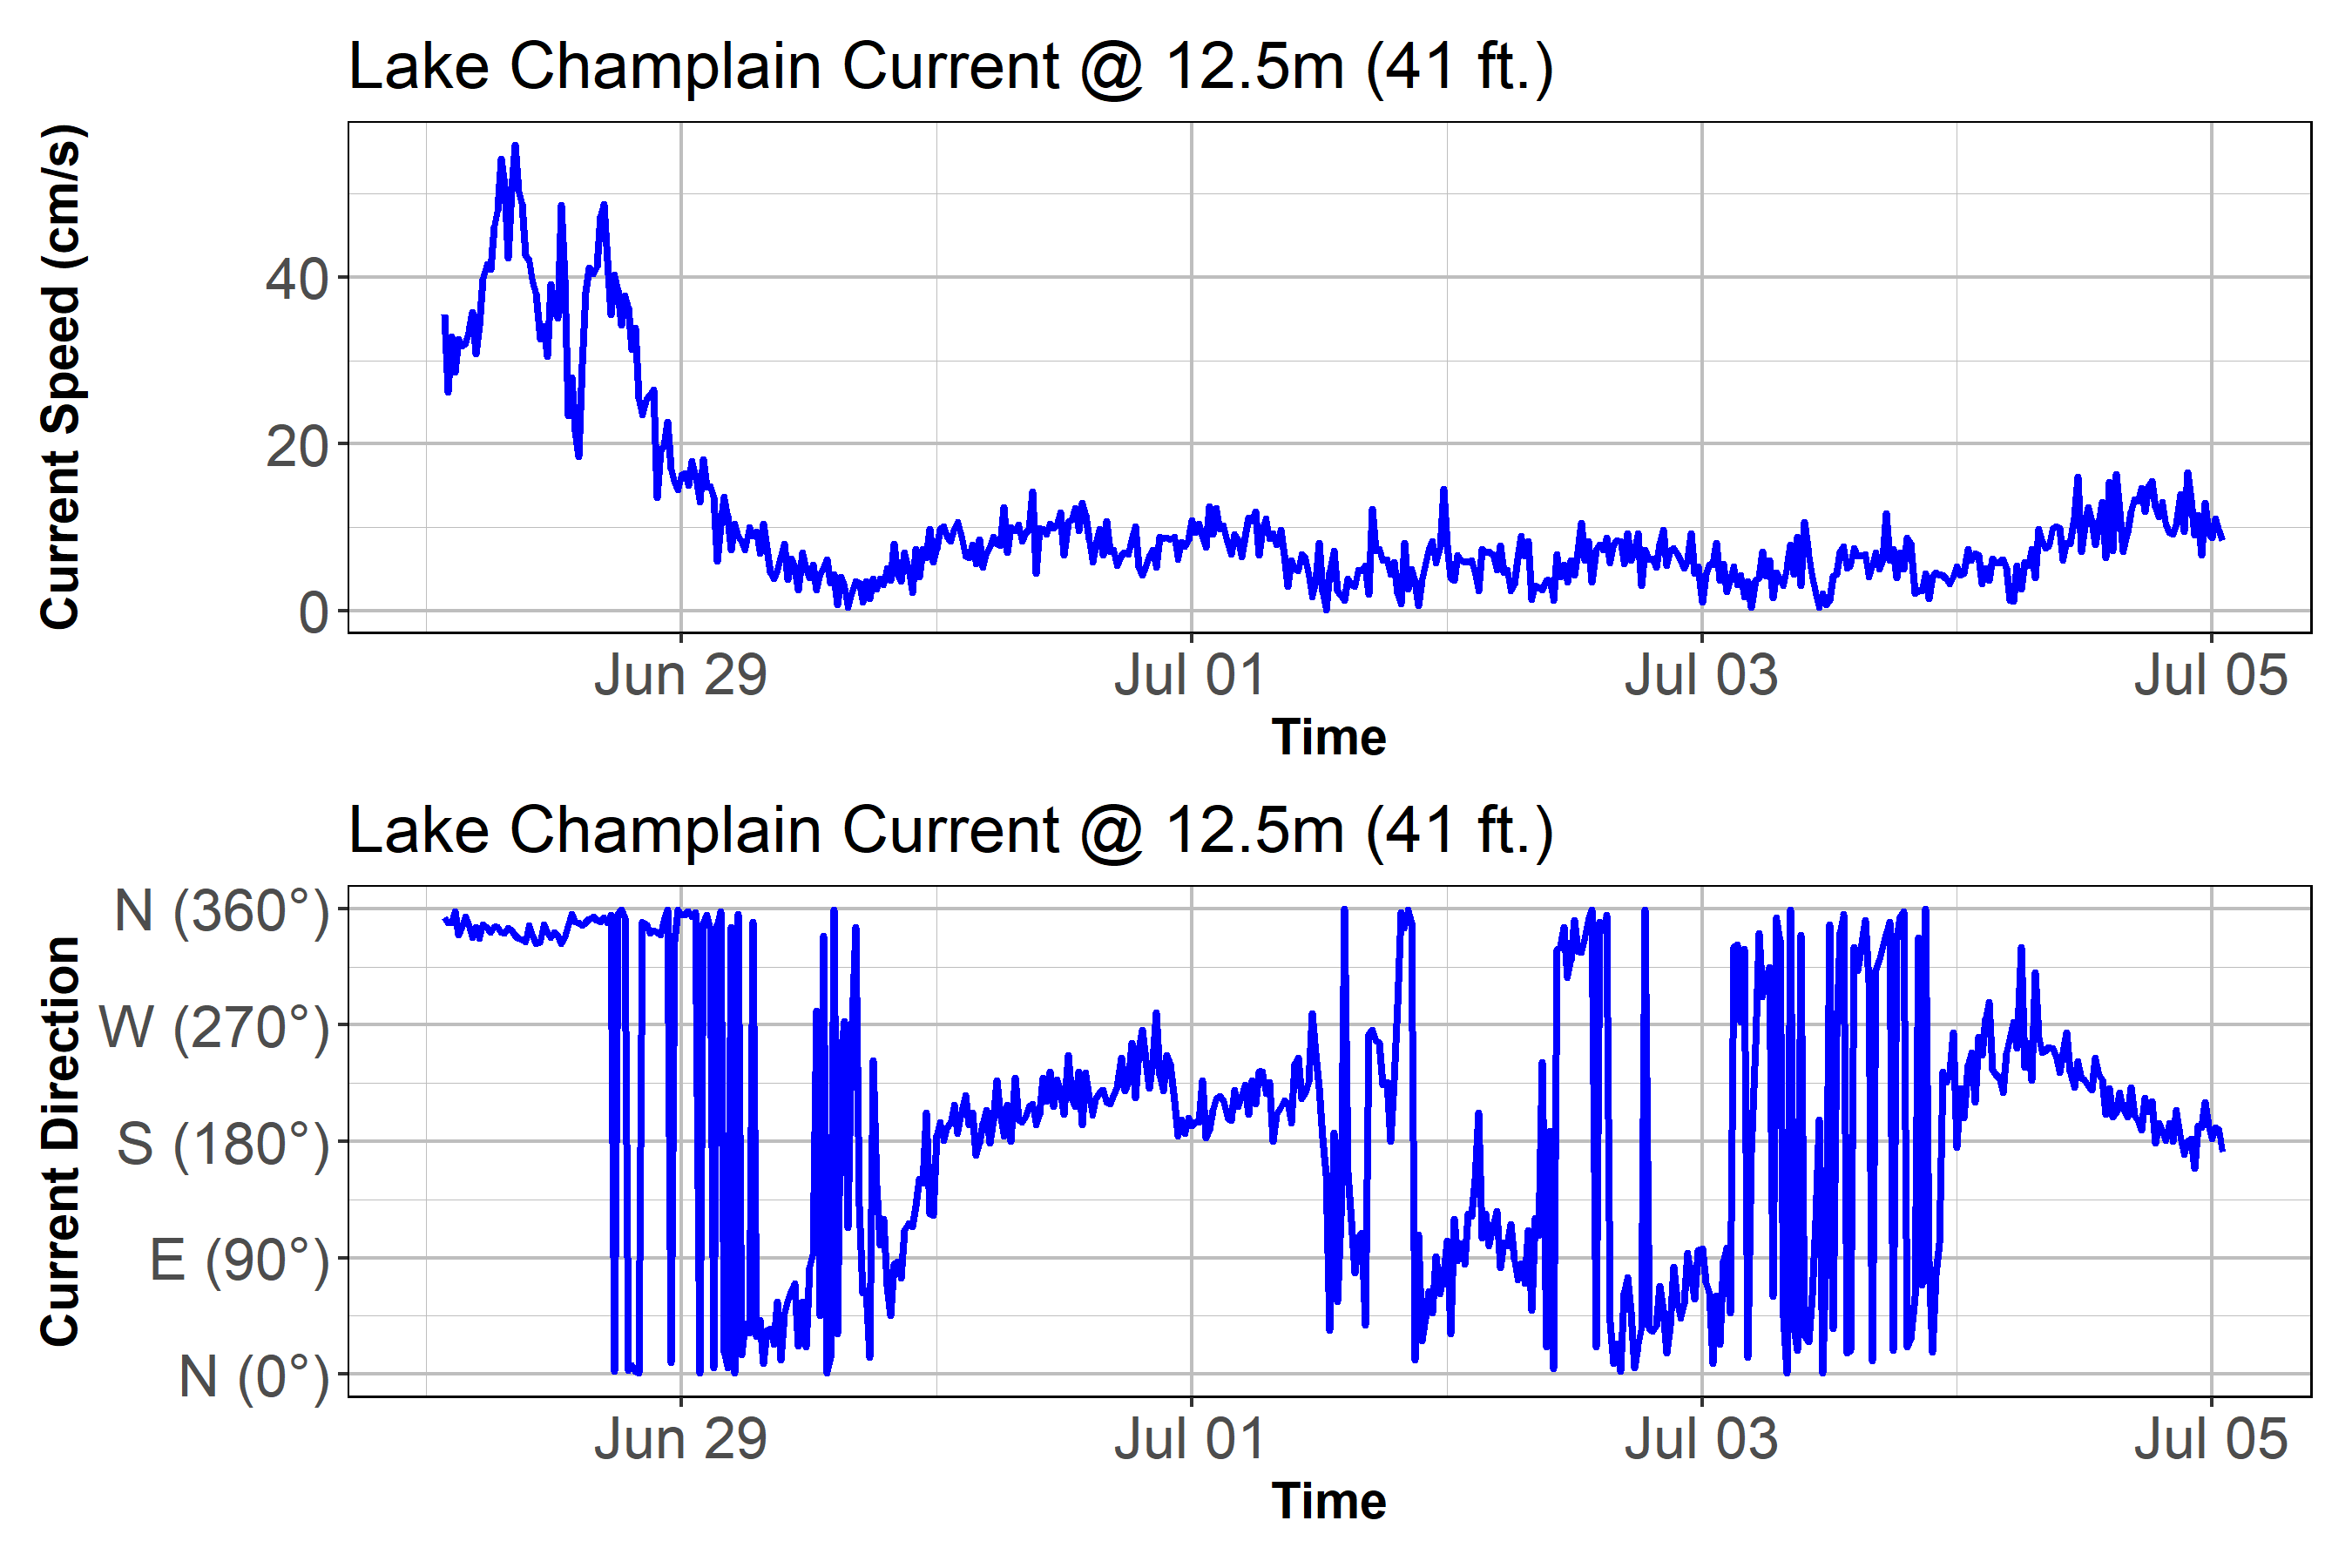 Lake Champlain Current @ 12.5m (41 ft.)
Current Speed (cm/s)
40
20
0
Jun 29 Jul 01 Jul 03 Jul 05
Time
Lake Champlain Current @ 12.5m (41 ft.)
Current Direction
N (360°)
W (270°)
S (180°)
E (90°)
N (0°)
Jun 29 Jul 01 Jul 03 Jul 05
Time